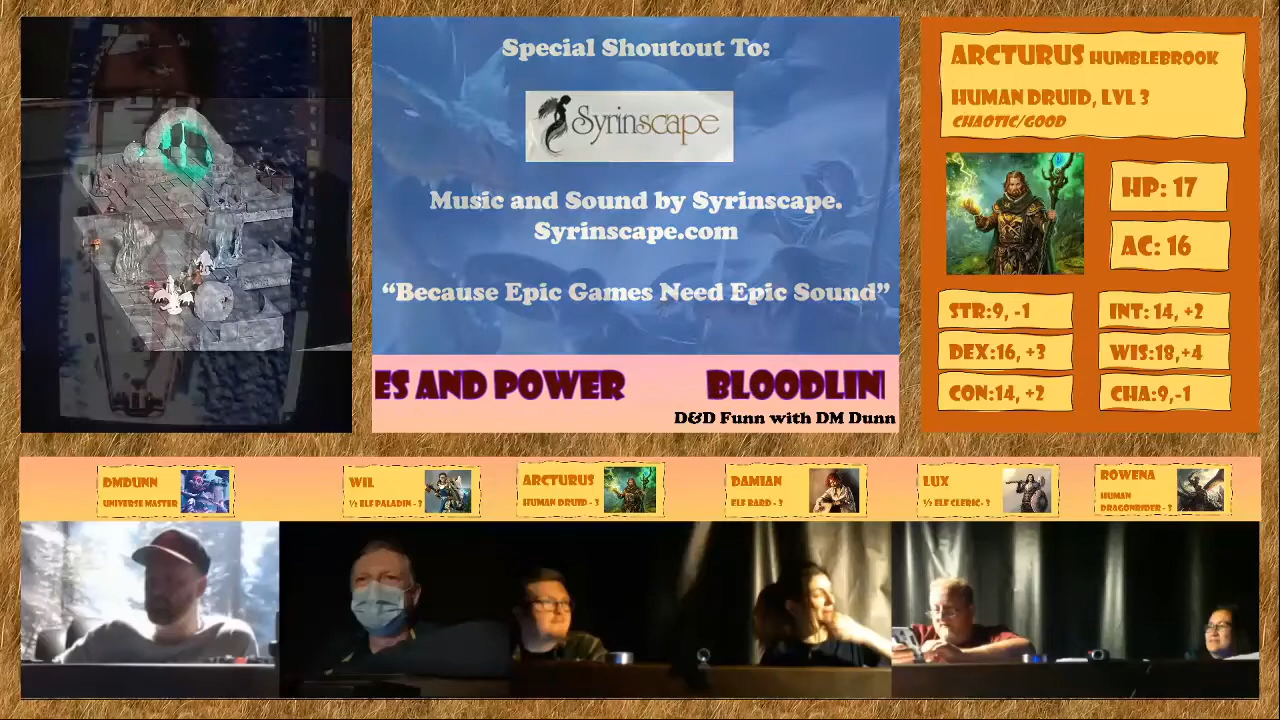 Special Shoutout To:
Syrinscape
Music and Sound by Syrinscape.
Syrinscape.com
“Because Epic Games Need Epic Sound”
ES AND POWER BLOODLIN
D&D Funn with DM Dunn
ARCTURUS HUMBLEBROOK
HUMAN DRUID, LVL 3
CHAOTIC/GOOD
HP: 17
AC: 16
STR:9, -1
INT: 14, +2
DEX:16, +3
WIS:18,+4
CON:14, +2
CHA:9,-1
DMDUNN
UNIVERSE MASTER
WIL
½ ELF PALADIN - 3
ARCTURUS
HUMAN DRUID - 3
DAMIAN
ELF BARD - 3
LUX
½ ELF CLERIC- 3
ROWENA
HUMAN
DRAGONRIDER - 3